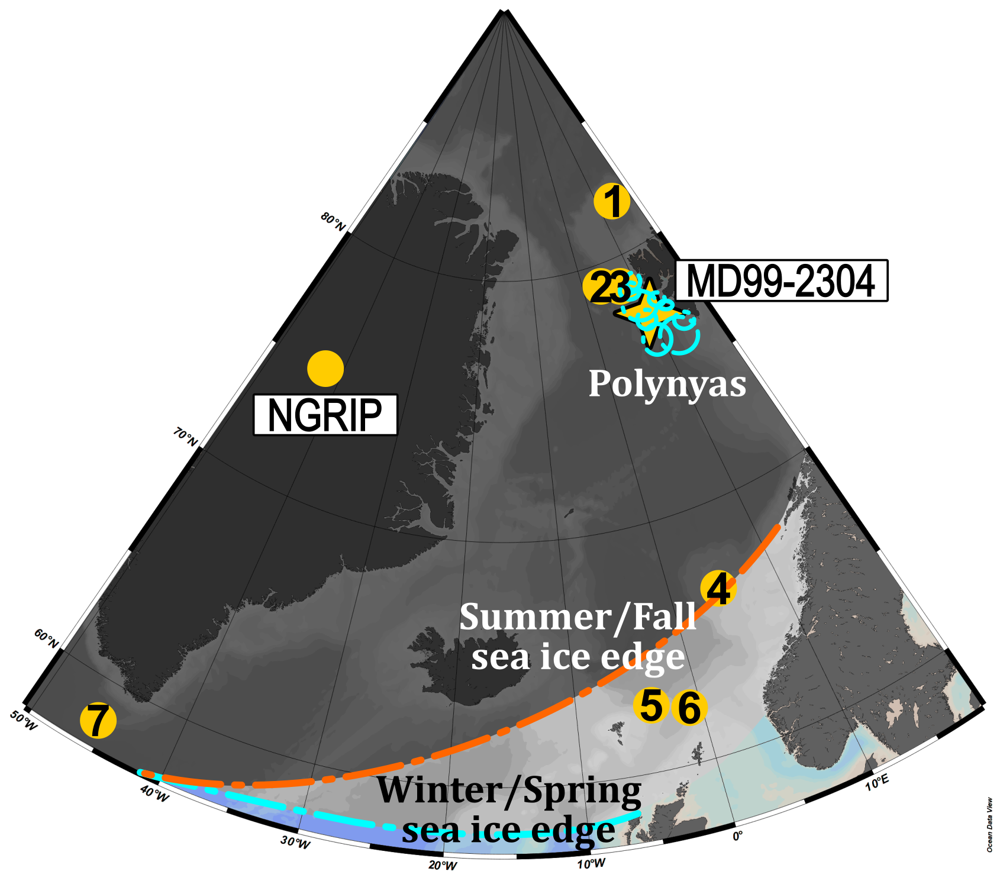 1
80°N
MD99-2304
23
Polynyas
NGRIP
70°N
4
Summer/Fall
sea ice edge
60°N
5
6
7
50°W
Winter/Spring
sea ice edge
40°W
30°W
20°W
10°W
0°
10°E
Ocean Data View